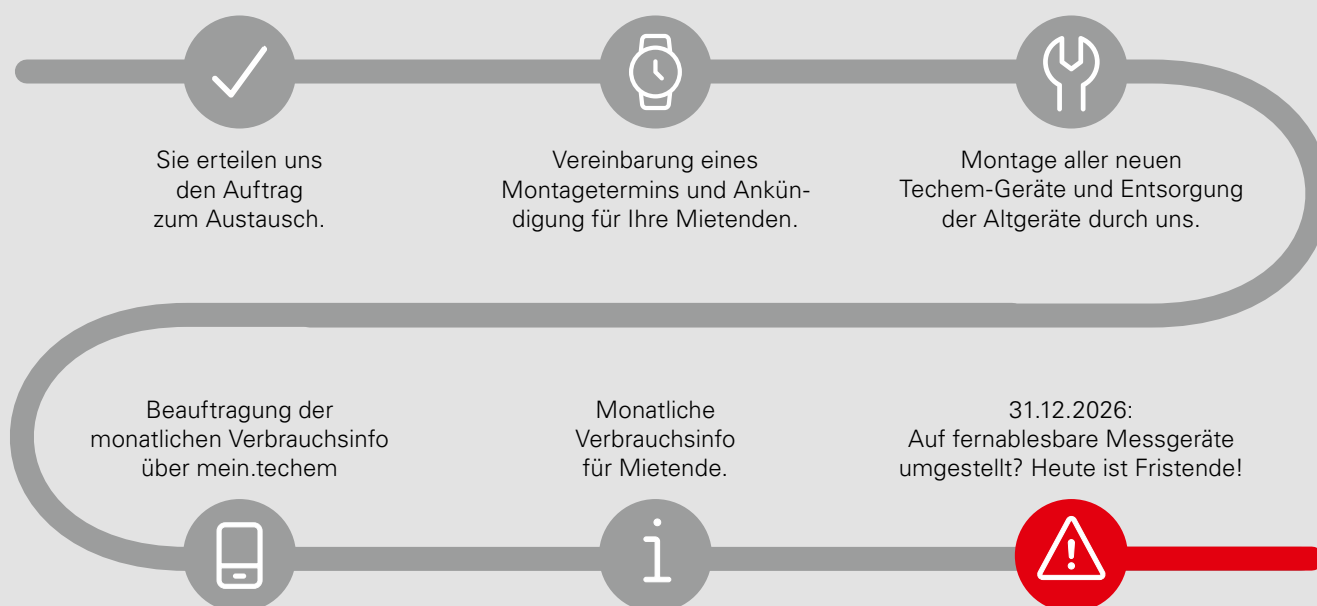 Sie erteilen uns
den Auftrag
zum Austausch.
Vereinbarung eines
Montagetermins und Ankün-
digung für Ihre Mietenden.
Montage aller neuen
Techem-Geräte und Entsorgung
der Altgeräte durch uns.
Beauftragung der
monatlichen Verbrauchsinfo
über mein.techem
Monatliche
Verbrauchsinfo
für Mietende.
31.12.2026:
Auf fernablesbare Messgeräte
umgestellt? Heute ist Fristende!